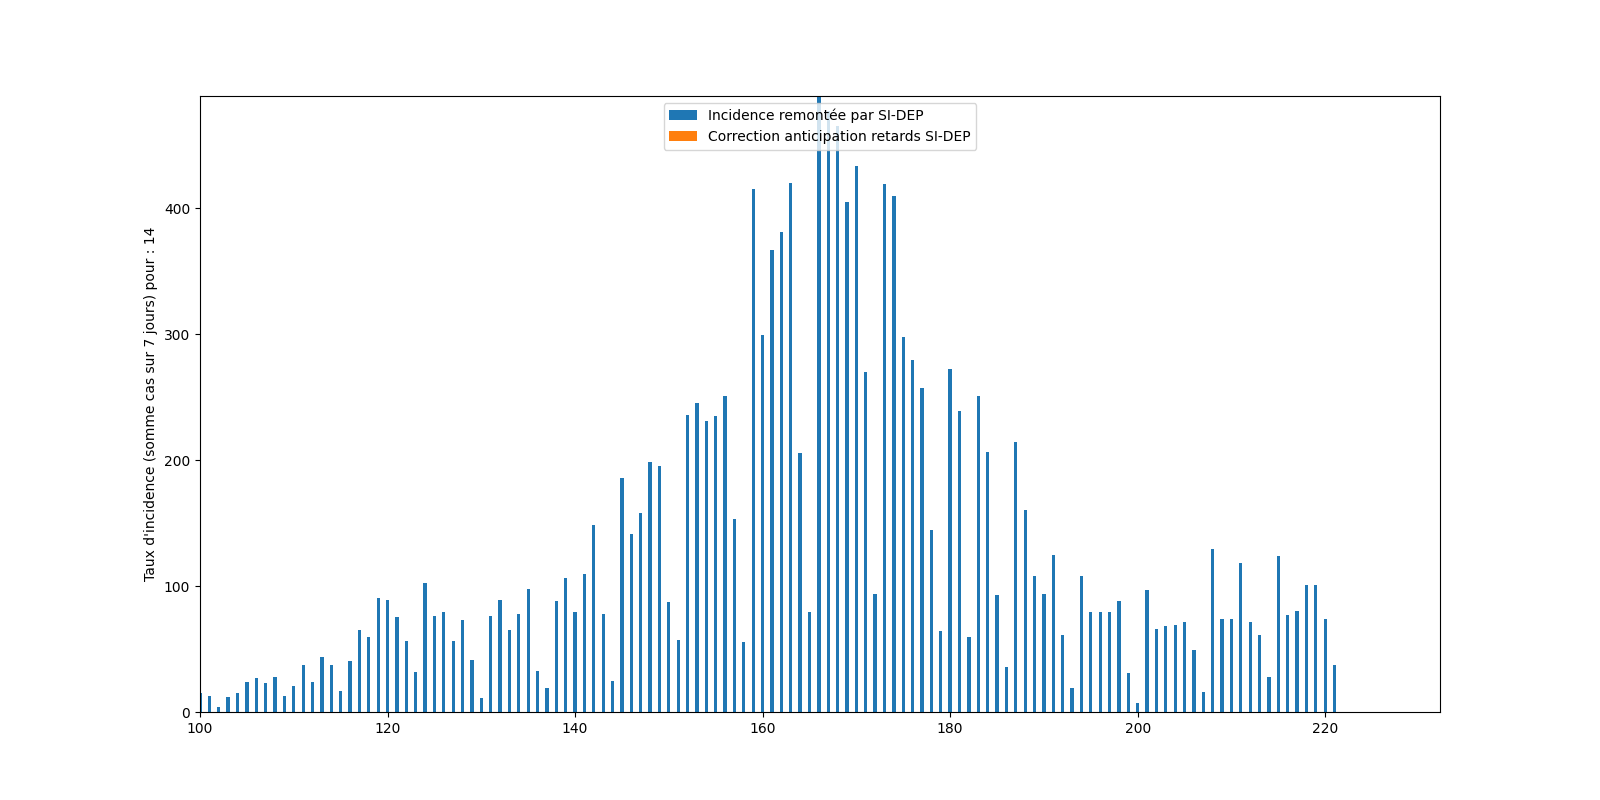 Incidence remontée par SI-DEP
Correction anticipation retards SI-DEP
Taux d'incidence (somme cas sur 7 jours) pour : 14
400
300
200
100
0
100 120 140 160 180 200 220